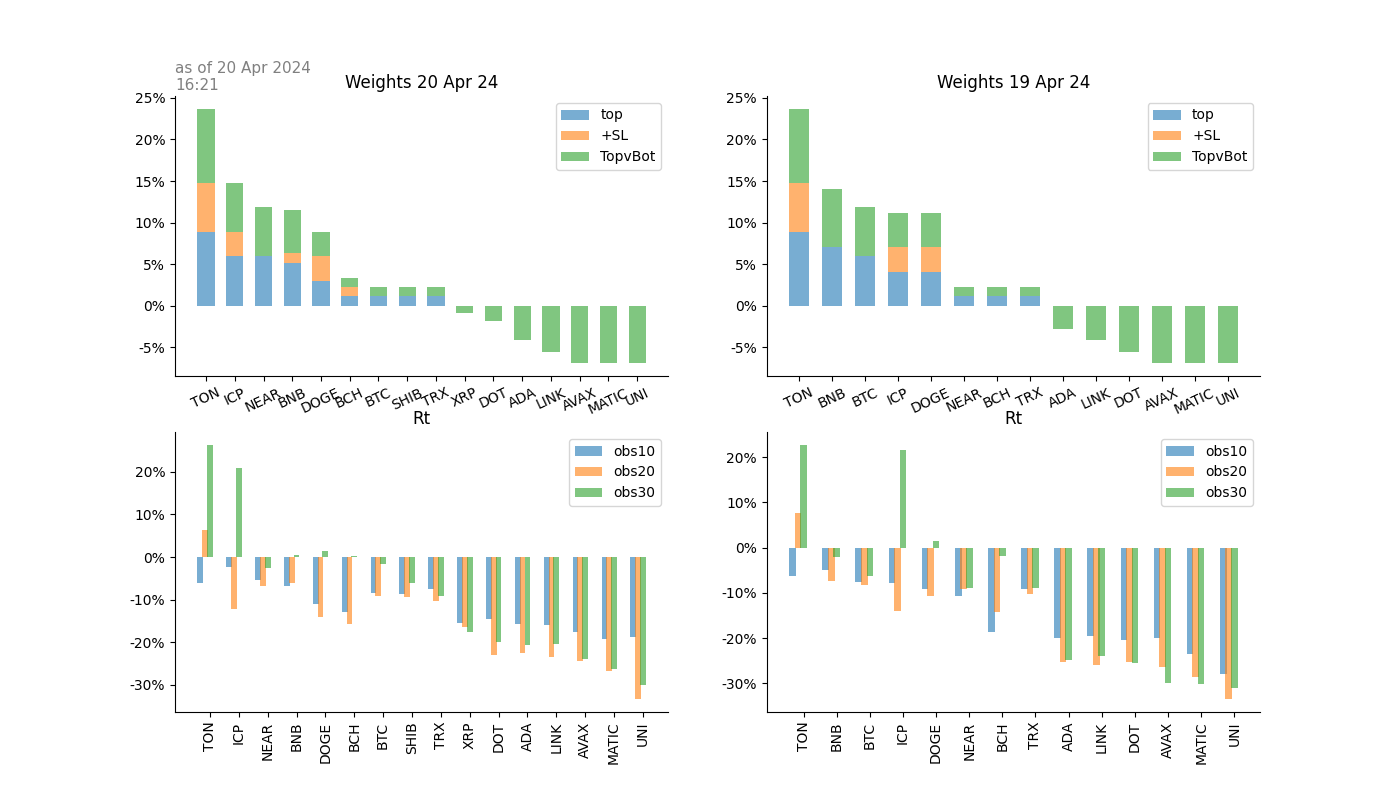 as of 20 Apr 2024
16:21
Weights 20 Apr 24
25%
20%
15%
10%
5%
0%
-5%
top
+SL
TopvBot
TON ICP NEAR BNB DOGE BCH BTC SHIB TRX XRP DOT ADA LINK AVAX MATIC UNI
Weights 19 Apr 24
25%
20%
15%
10%
5%
0%
-5%
top
+SL
TopvBot
TON BNB BTC ICP DOGE NEAR BCH TRX ADA LINK DOT AVAX MATIC UNI
Rt
20%
10%
0%
-10%
-20%
-30%
obs10
obs20
obs30
TON ICP NEAR BNB DOGE BCH BTC SHIB TRX XRP DOT ADA LINK AVAX MATIC UNI
Rt
20%
10%
0%
-10%
-20%
-30%
obs10
obs20
obs30
TON BNB BTC ICP DOGE NEAR BCH TRX ADA LINK DOT AVAX MATIC UNI